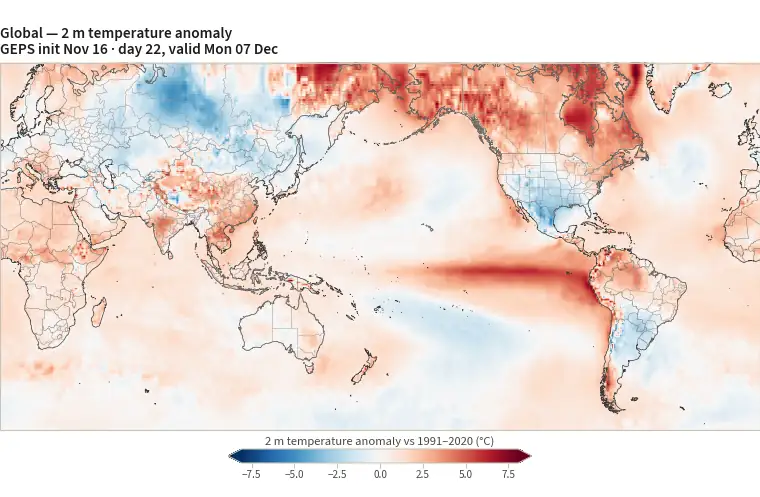 Global — 2 m temperature anomaly
GEPS init Nov 16 · day 22, valid Mon 07 Dec
2 m temperature anomaly vs 1991–2020 (°C)
−7.5 −5.0 −2.5 0.0 2.5 5.0 7.5